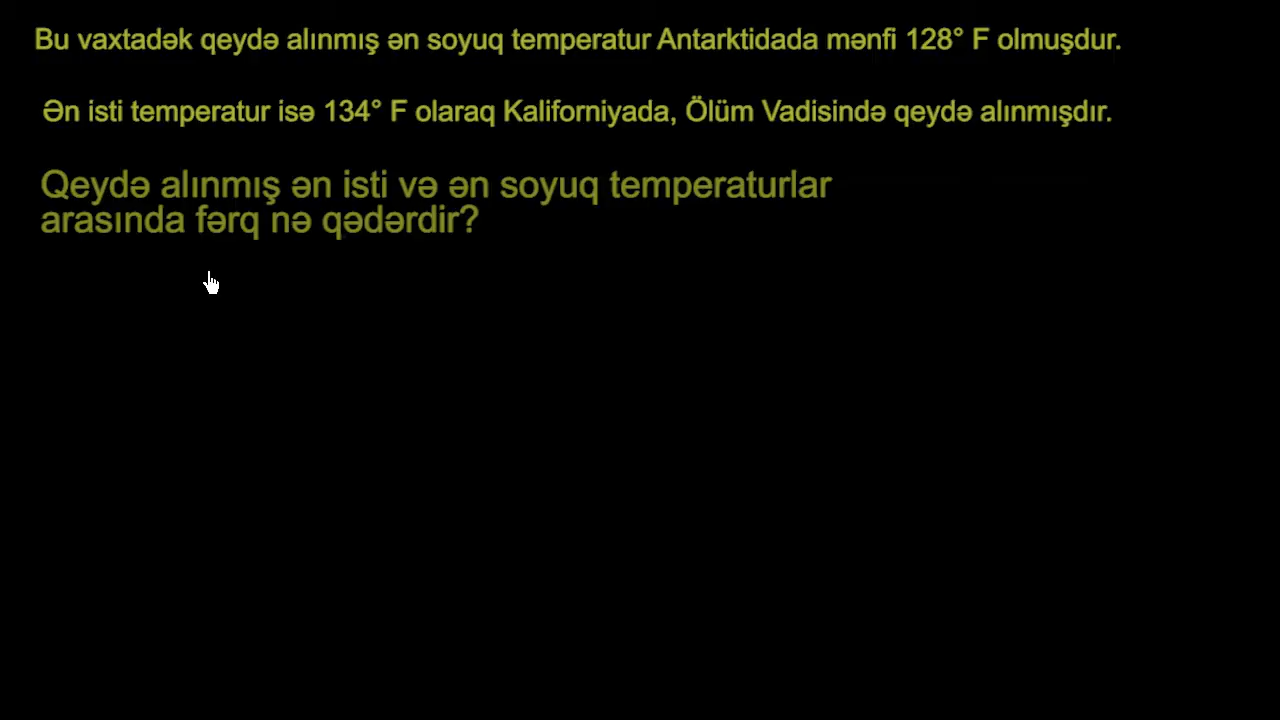 Bu vaxtadək qeydə alınmış ən soyuq temperatur Antarktidada mənfi 128° F olmuşdur.
Ən isti temperatur isə 134° F olaraq Kaliforniyada, Ölüm Vadisində qeydə alınmışdır.
Qeydə alınmış ən isti və ən soyuq temperaturlar
arasında fərq nə qədərdir?